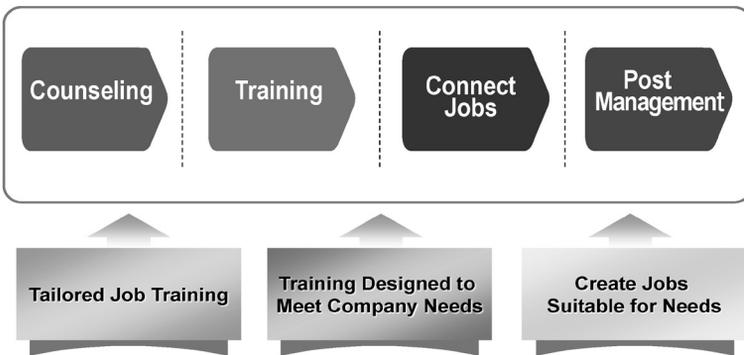 Counseling
Training
Connect
Jobs
Post
Management
Tailored Job Training
Training Designed to
Meet Company Needs
Create Jobs
Suitable for Needs